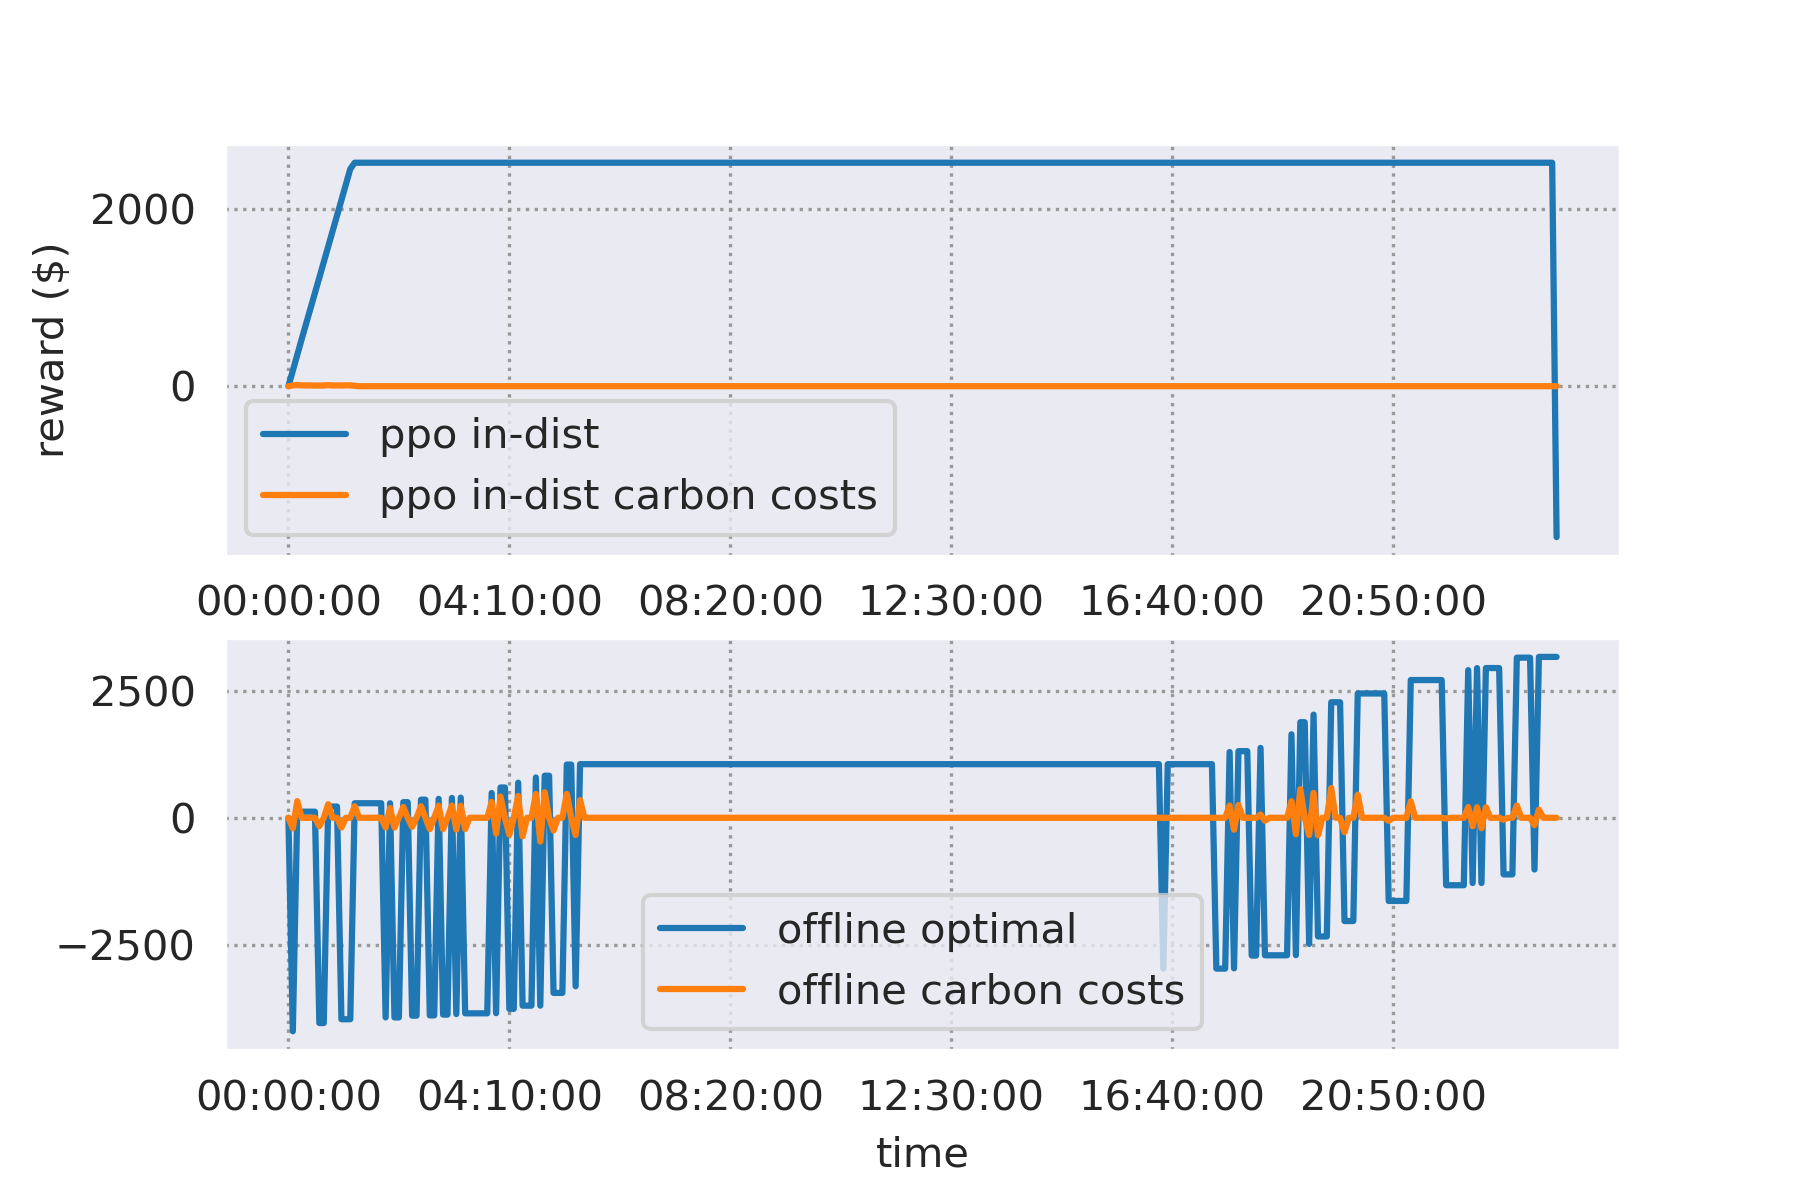 reward ($)
2000
0
ppo in-dist
ppo in-dist carbon costs
00:00:00 04:10:00 08:20:00 12:30:00 16:40:00 20:50:00
2500
0
−2500
offline optimal
offline carbon costs
00:00:00 04:10:00 08:20:00 12:30:00 16:40:00 20:50:00
time